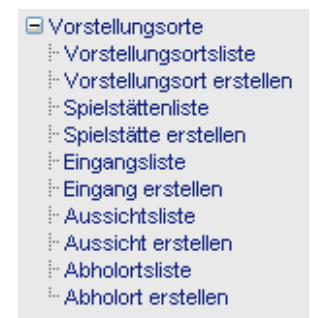 Vorstellungsorte
Vorstellungsortsliste
Vorstellungsort erstellen
Spielstättenliste
Spielstätte erstellen
Eingangsliste
Eingang erstellen
Aussichtsliste
Aussicht erstellen
Abholortsliste
Abholort erstellen